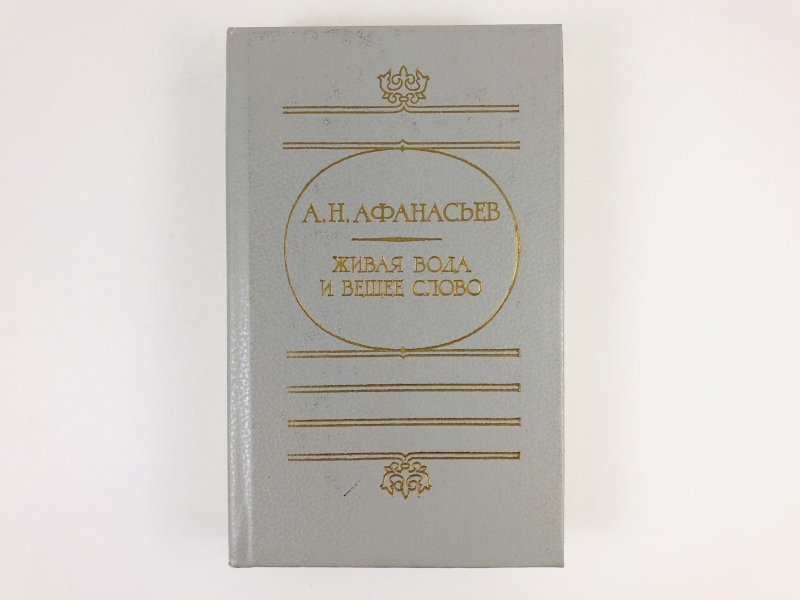 А. Н. АФАНАСЬЕВ
ЖИВАЯ ВОДА
И ВЕЩЕЕ СЛОВО